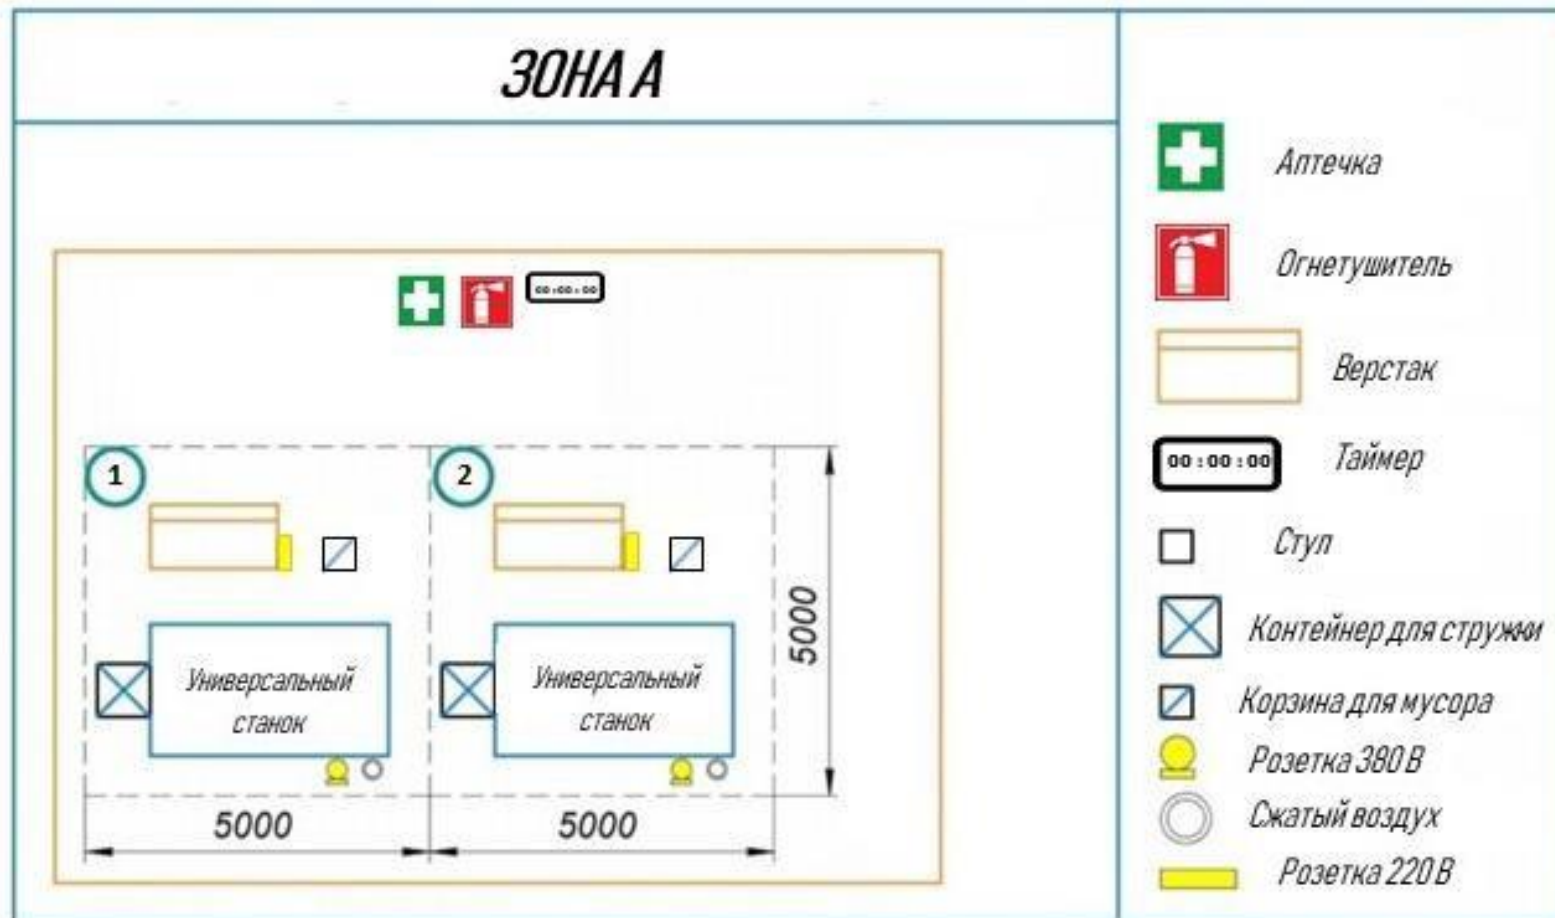 ЗОНА А
00:00:00
1
2
Универсальный
станок
Универсальный
станок
5000
5000
5000
Аптечка
Огнетушитель
Верстак
00:00:00
Таймер
Стул
Контейнер для стружки
Корзина для мусора
Розетка 380 В
Сжатый воздух
Розетка 220 В